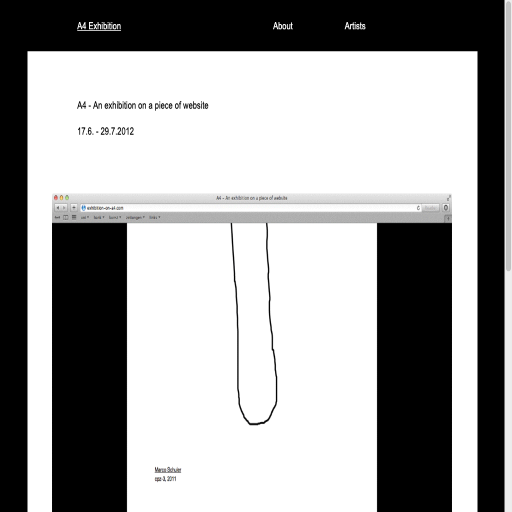 A4 Exhibition
About
Artists
A4 - An exhibition on a piece of website
17.6. - 29.7.2012
A4 - An exhibition on a piece of website
exhibition-on-a4.com
Marco Schuler
cpz-3, 2011